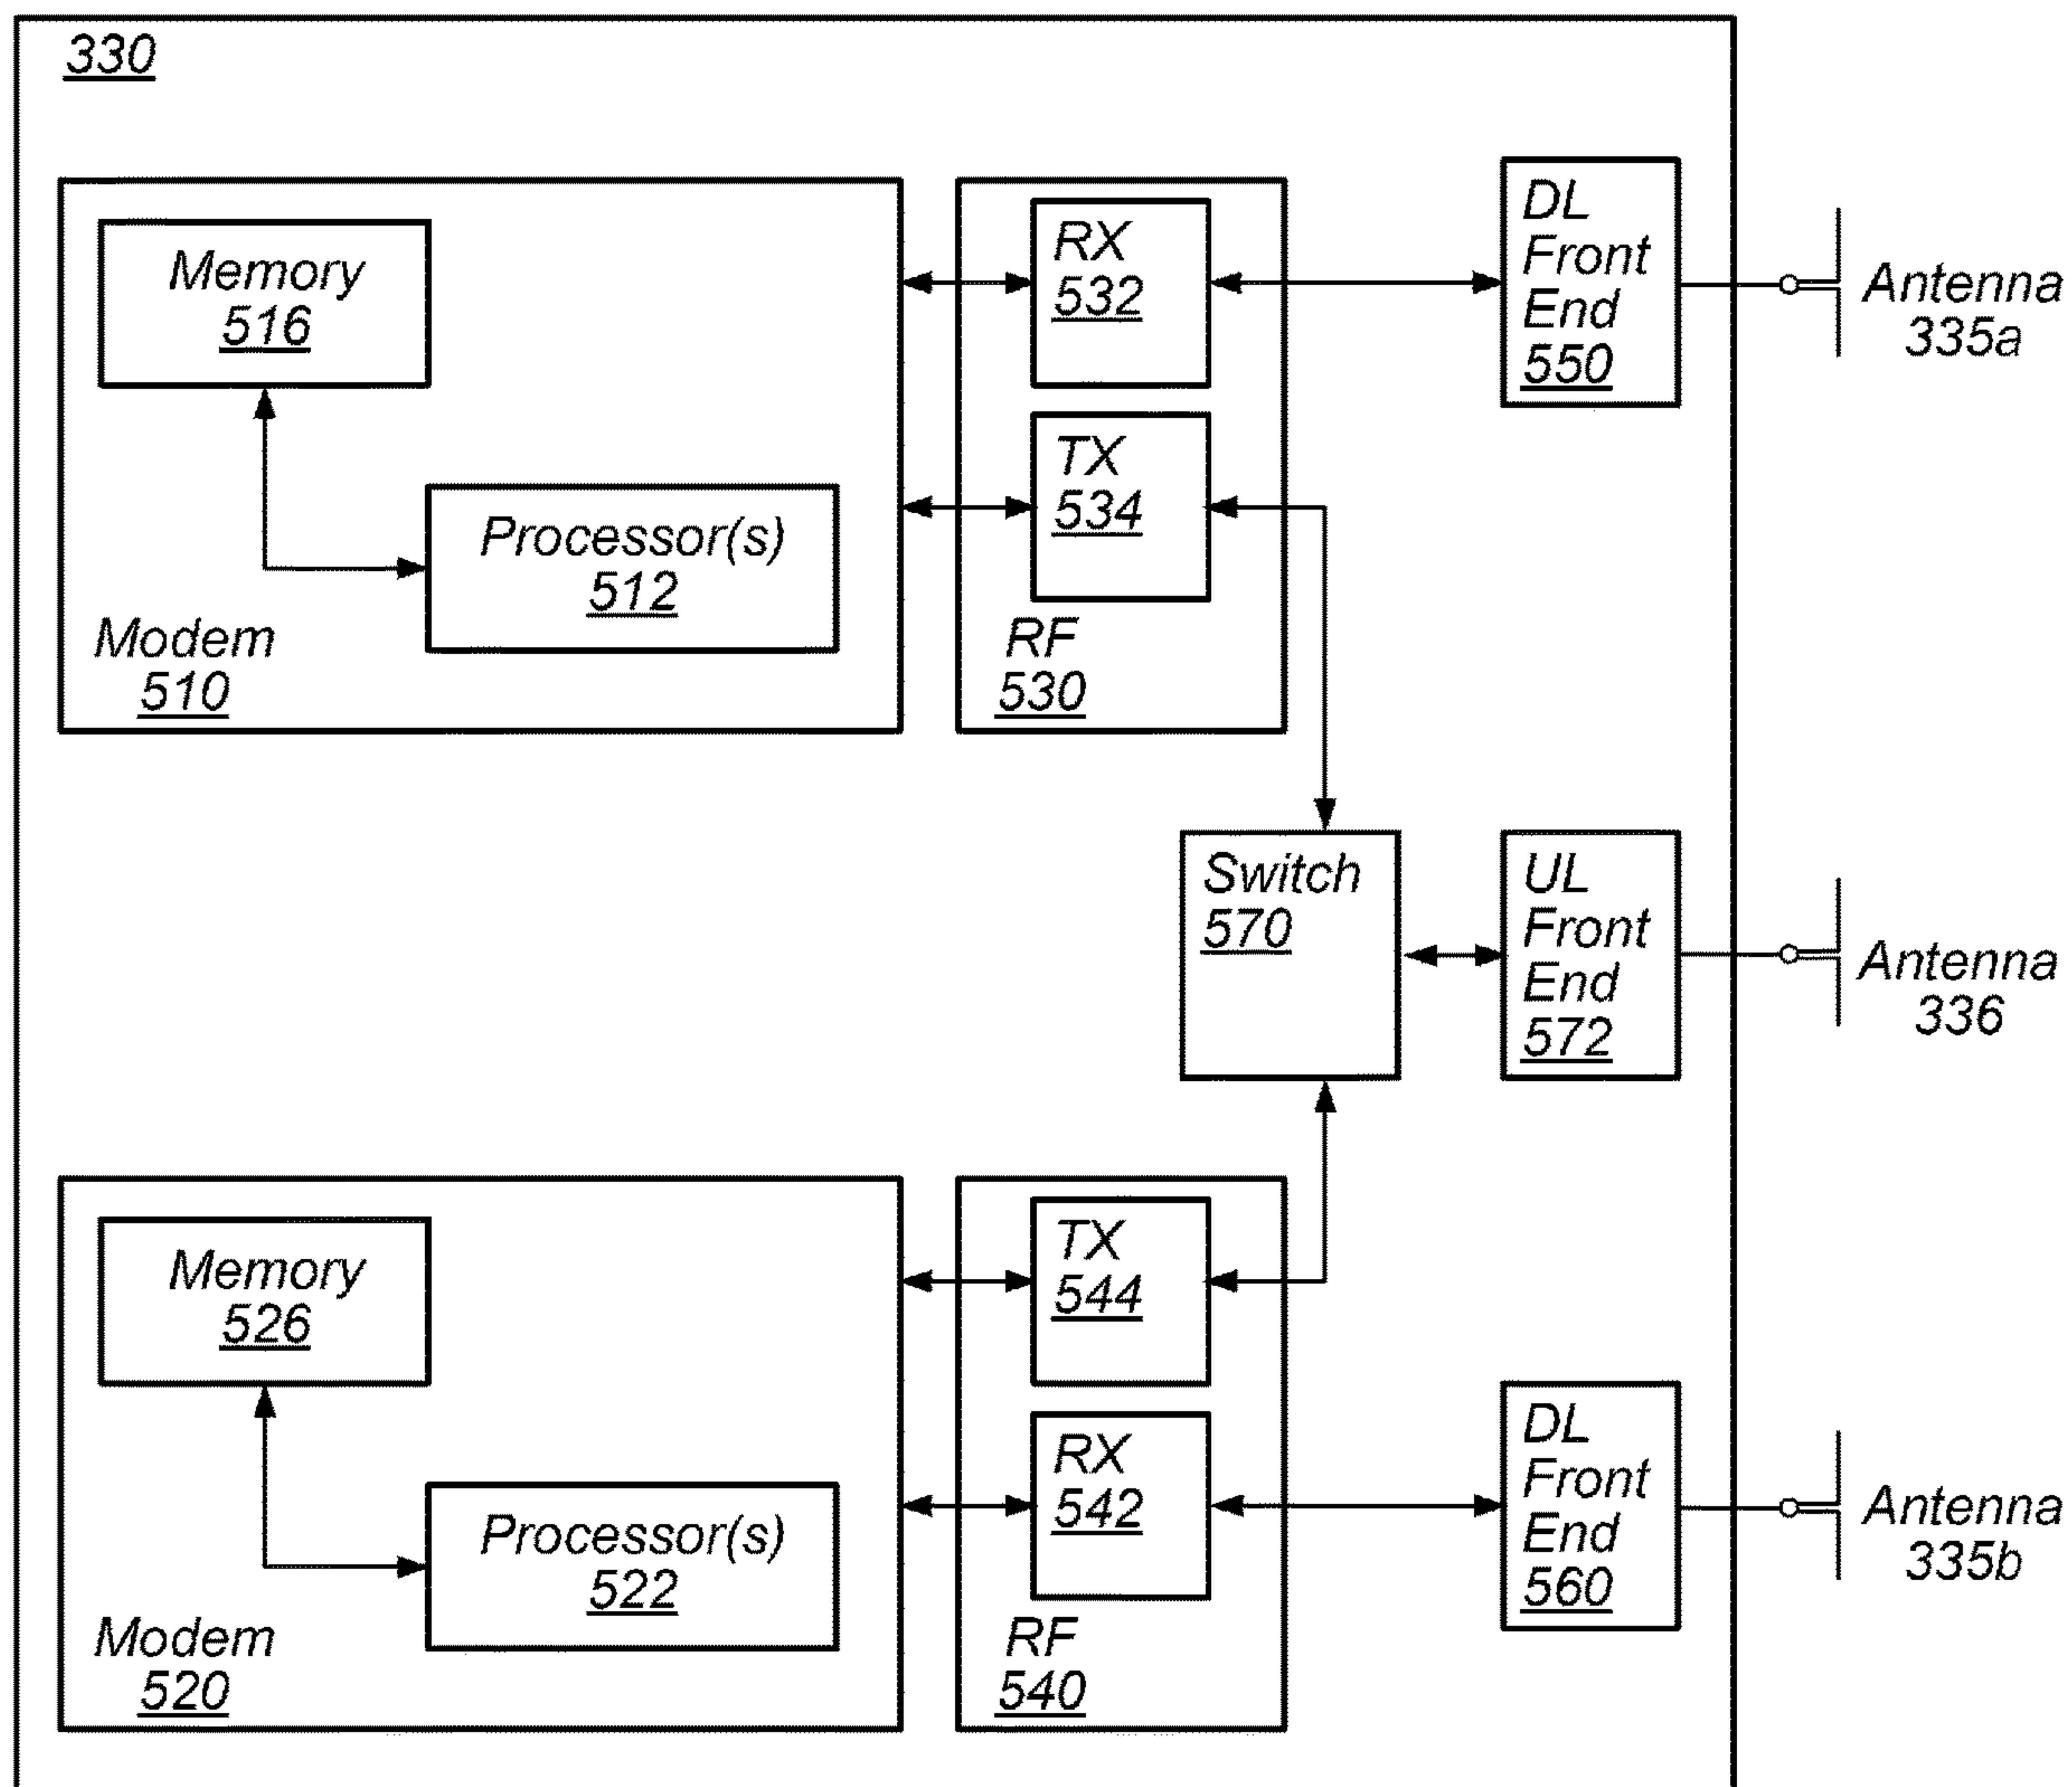 330
Memory
516
Processor(s)
512
Modem
510
RX
532
TX
534
RF
530
DL
Front
End
550
Antenna
335a
Switch
570
UL
Front
End
572
Antenna
336
Memory
526
Processor(s)
522
Modem
520
TX
544
RX
542
RF
540
DL
Front
End
560
Antenna
335b